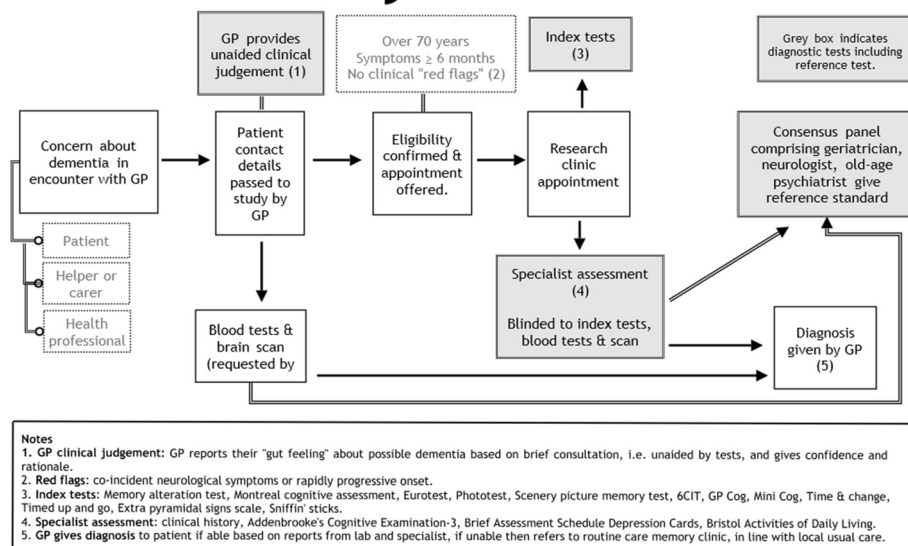 GP provides
unaided clinical
judgement (1)
Over 70 years
Symptoms ≥ 6 months
No clinical "red flags" (2)
Index tests
(3)
Grey box indicates
diagnostic tests including
reference test.
Concern about
dementia in
encounter with GP
Patient
contact
details
passed to
study by
GP
Eligibility
confirmed &
appointment
offered.
Research
clinic
appointment
Consensus panel
comprising geriatrician,
neurologist, old-age
psychiatrist give
reference standard
Patient
Helper or
carer
Health
professional
Blood tests &
brain scan
(requested by
Specialist assessment
(4)
Blinded to index tests,
blood tests & scan
Diagnosis
given by GP
(5)
Notes
1. GP clinical judgement: GP reports their "gut feeling" about possible dementia based on brief consultation, i.e. unaided by tests, and gives confidence and
rationale.
2. Red flags: co-incident neurological symptoms or rapidly progressive onset.
3. Index tests: Memory alteration test, Montreal cognitive assessment, Eurotest, Phototest, Scenery picture memory test, 6CIT, GP Cog, Mini Cog, Time & change,
Timed up and go, Extra pyramidal signs scale, Sniffin' sticks.
4. Specialist assessment: clinical history, Addenbrooke's Cognitive Examination-3, Brief Assessment Schedule Depression Cards, Bristol Activities of Daily Living.
5. GP gives diagnosis to patient if able based on reports from lab and specialist, if unable then refers to routine care memory clinic, in line with local usual care.